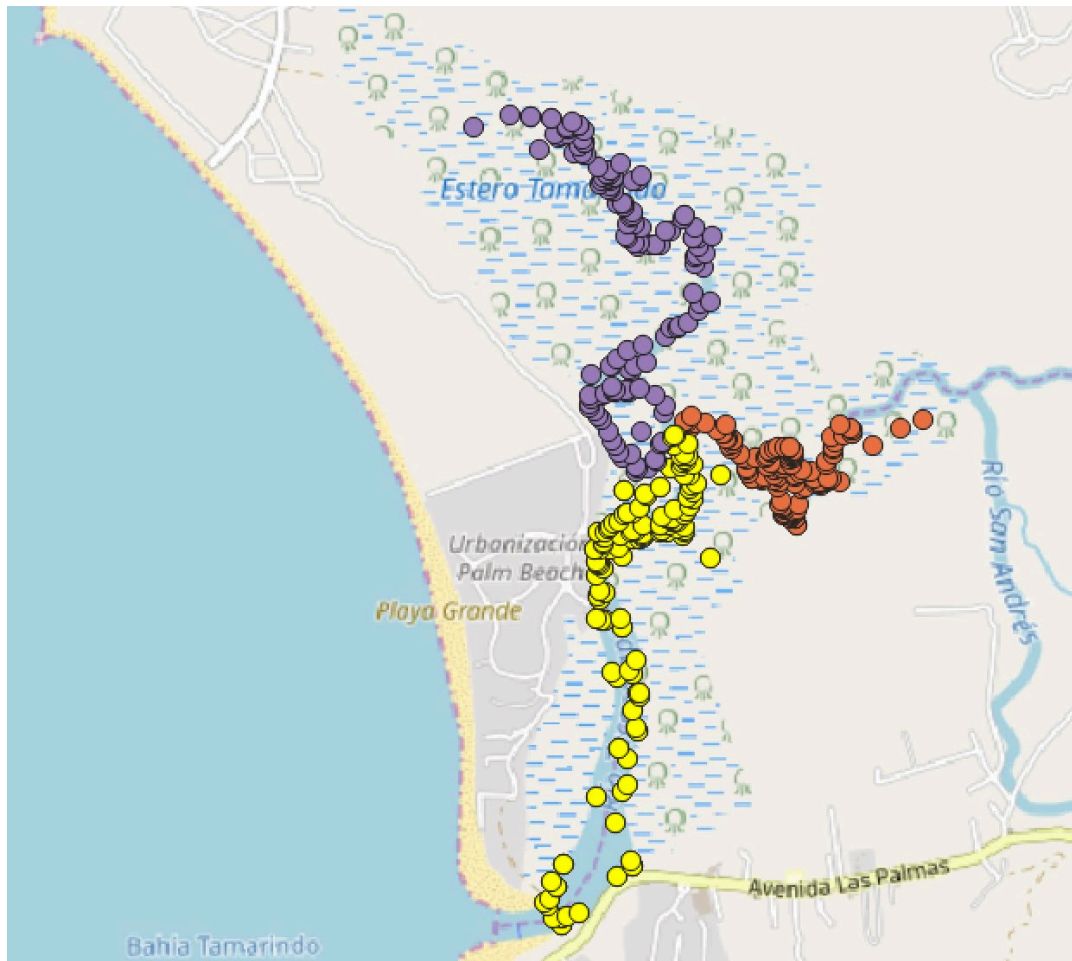 Estero Tamarindo
Río San Andrés
Urbanización
Palm Beach
Playa Grande
Avenida Las Palmas
Bahía Tamarindo